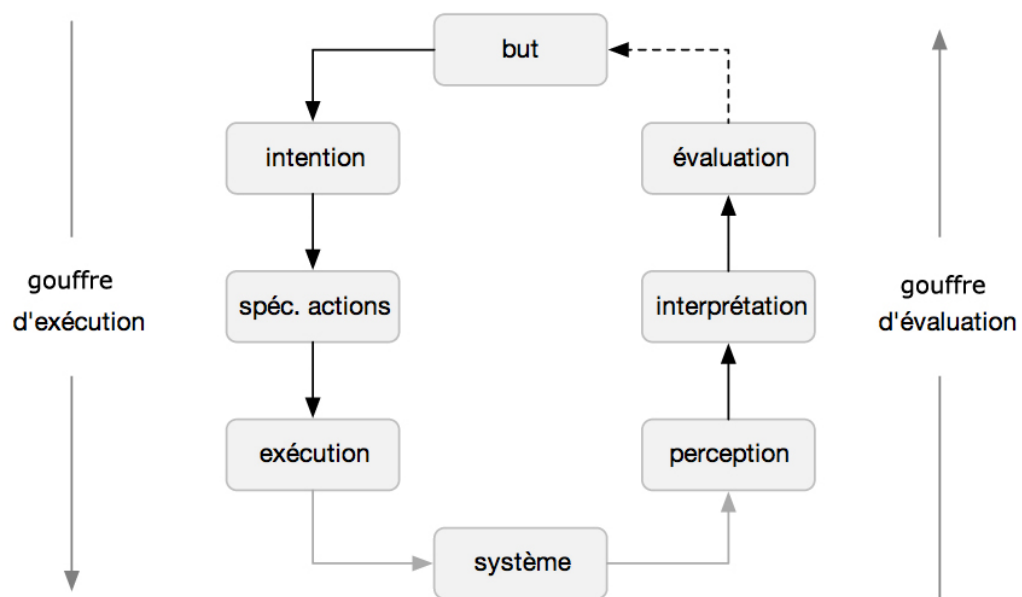 but
intention
évaluation
gouffre
d'exécution
spéc. actions
interprétation
gouffre
d'évaluation
exécution
perception
système